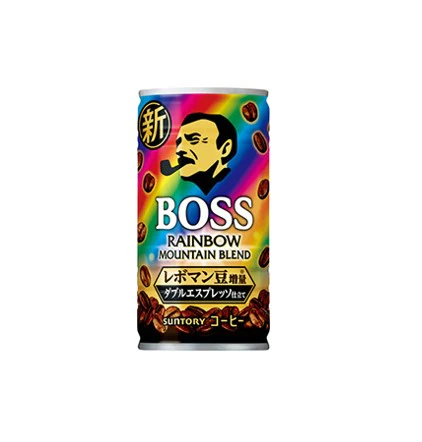 新
BOSS
RAINBOW
MOUNTAIN BLEND
レボマン豆増量
ダブルエスプレッソ仕立て
SUNTORY コーヒー